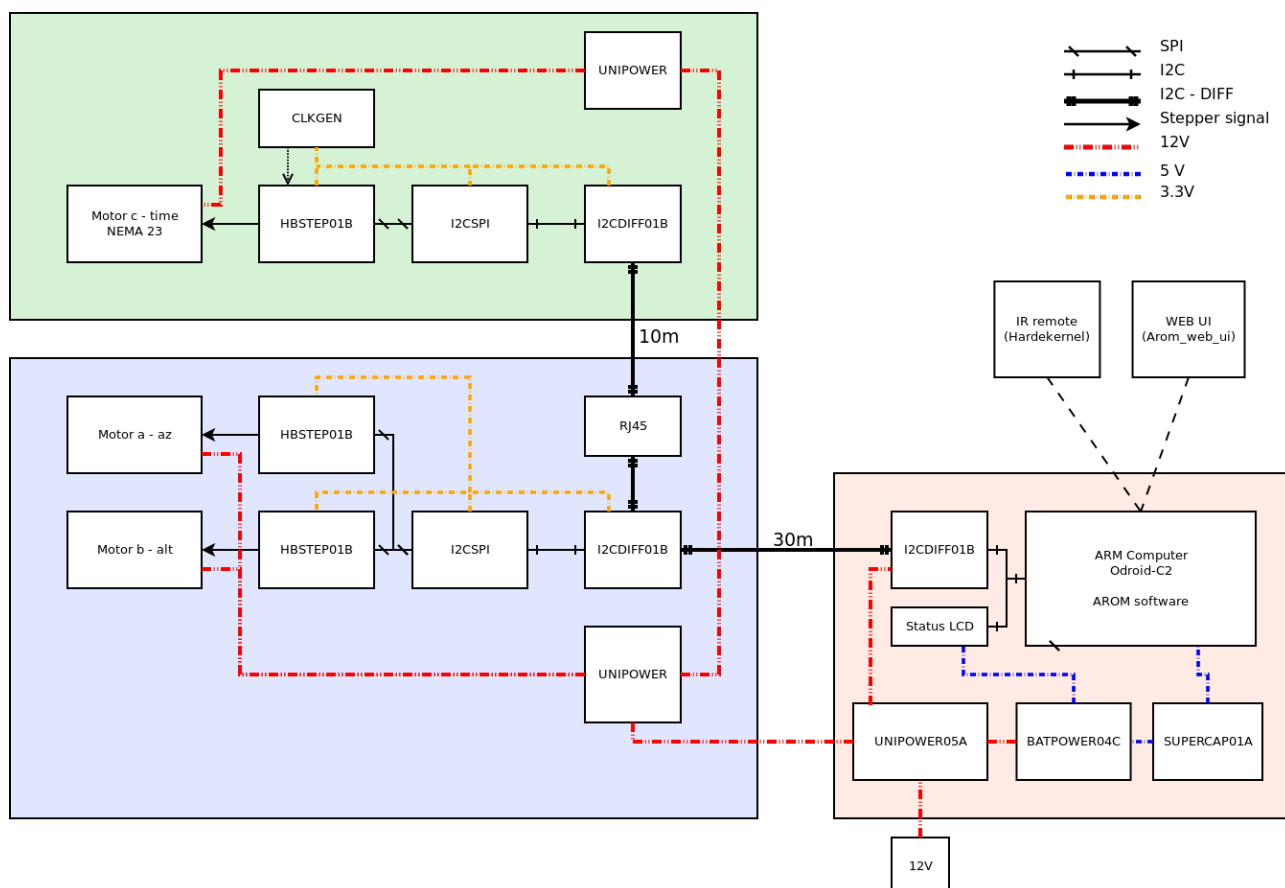 UNIPOWER
CLKGEN
Motor c - time
NEMA 23
HBSTEP01B
I2CSPI
I2CDIFF01B
SPI
I2C
I2C - DIFF
Stepper signal
12V
5 V
3.3V
10m
IR remote
(Hardekernel)
WEB UI
(Arom_web_ui)
Motor a - az
HBSTEP01B
RJ45
Motor b - alt
HBSTEP01B
I2CSPI
I2CDIFF01B
30m
I2CDIFF01B
ARM Computer
Odroid-C2
AROM software
Status LCD
UNIPOWER
UNIPOWER05A
BATPOWER04C
SUPERCAP01A
12V